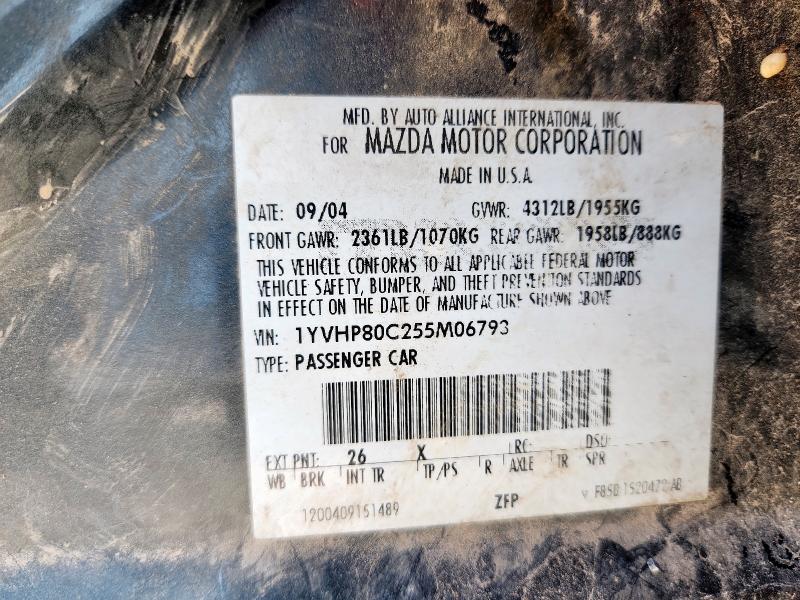 MFD. BY AUTO ALLIANCE INTERNATIONAL, INC.
FOR MAZDA MOTOR CORPORATION
MADE IN U.S.A.
DATE: 09/04 GVWR: 4312LB/1955KG
FRONT GAWR: 2361LB/1070KG REAR GAWR: 1958LB/888KG
THIS VEHICLE CONFORMS TO ALL APPLICABLE FEDERAL MOTOR
VEHICLE SAFETY, BUMPER, AND THEFT PREVENTION STANDARDS
IN EFFECT ON THE DATE OF MANUFACTURE SHOWN ABOVE
VIN: 1YVHP80C255M06793
TYPE: PASSENGER CAR
EXT PNT: 26 X RC: DSO:
WB BRK INT TR TP/PS R AXLE TR SPR
1200409151489 ZFP